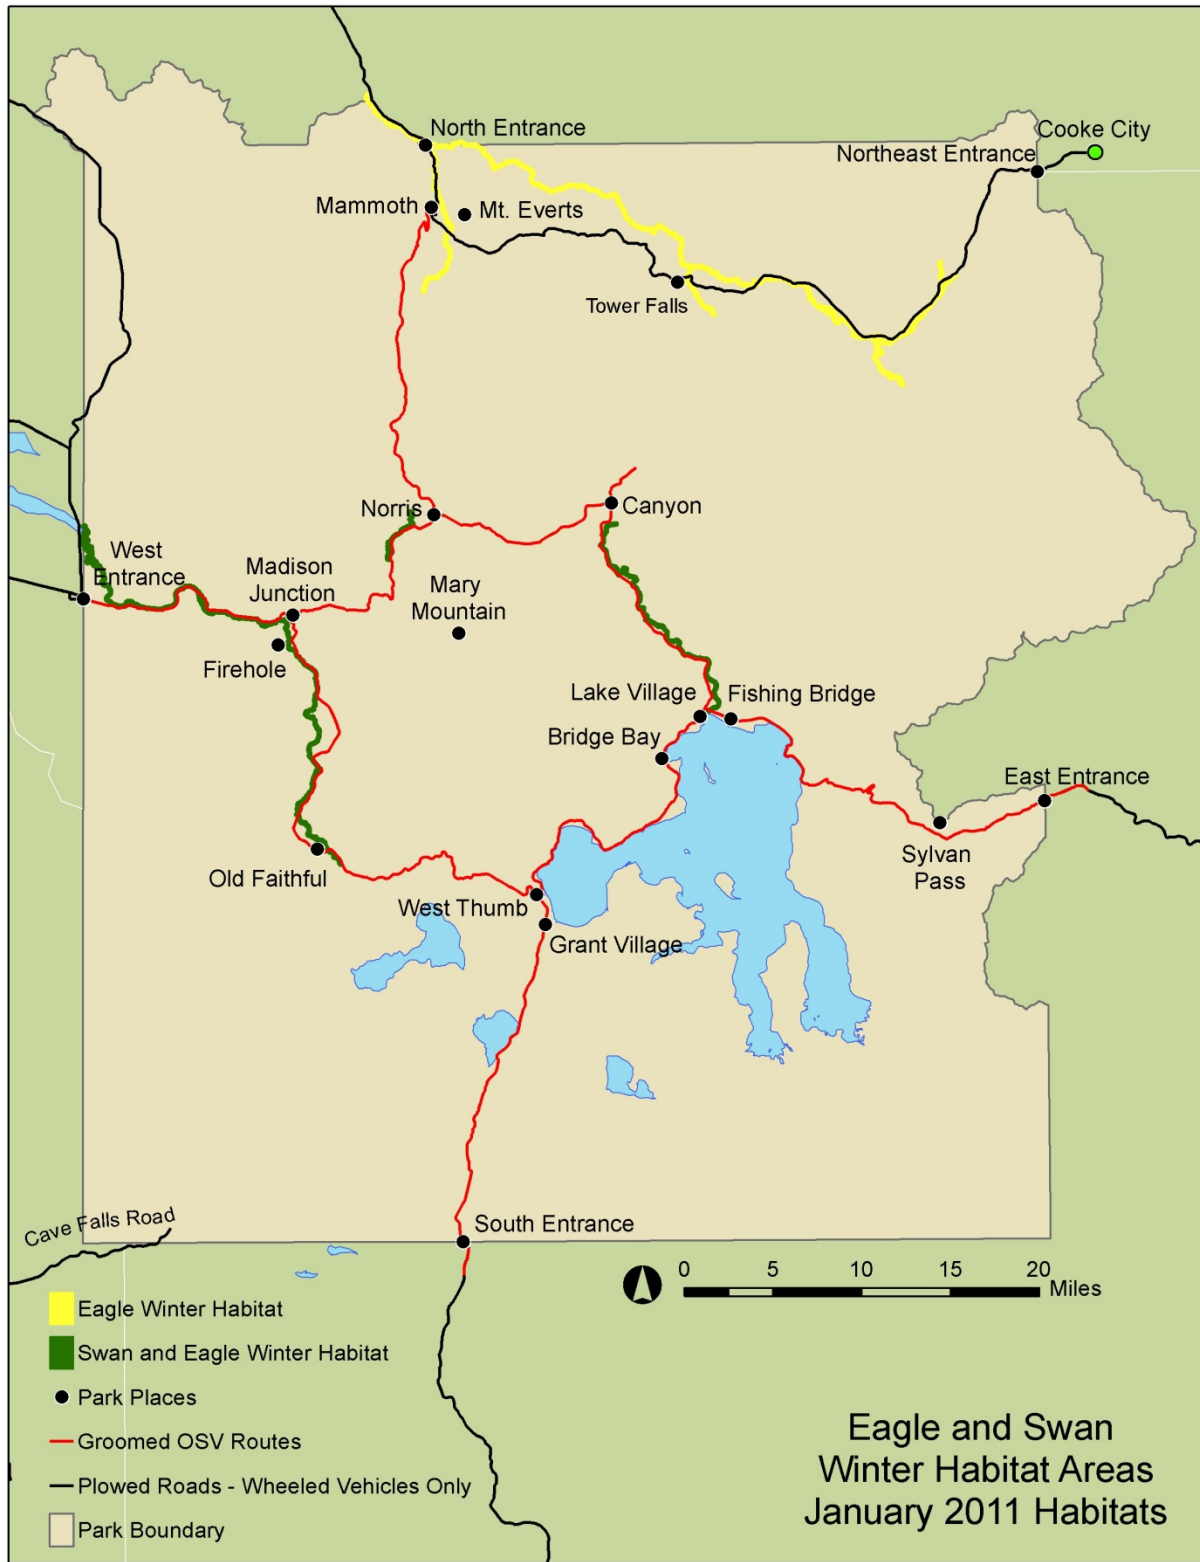 North Entrance
Cooke City
Northeast Entrance
Mammoth
Mt. Everts
Tower Falls
Norris
Canyon
West
Entrance
Madison
Junction
Mary
Mountain
Firehole
Lake Village
Fishing Bridge
Bridge Bay
East Entrance
Sylvan
Pass
Old Faithful
West Thumb
Grant Village
Cave Falls Road
South Entrance
0 5 10 15 20
Miles
Eagle Winter Habitat
Swan and Eagle Winter Habitat
Park Places
Groomed OSV Routes
Plowed Roads - Wheeled Vehicles Only
Park Boundary
Eagle and Swan
Winter Habitat Areas
January 2011 Habitats